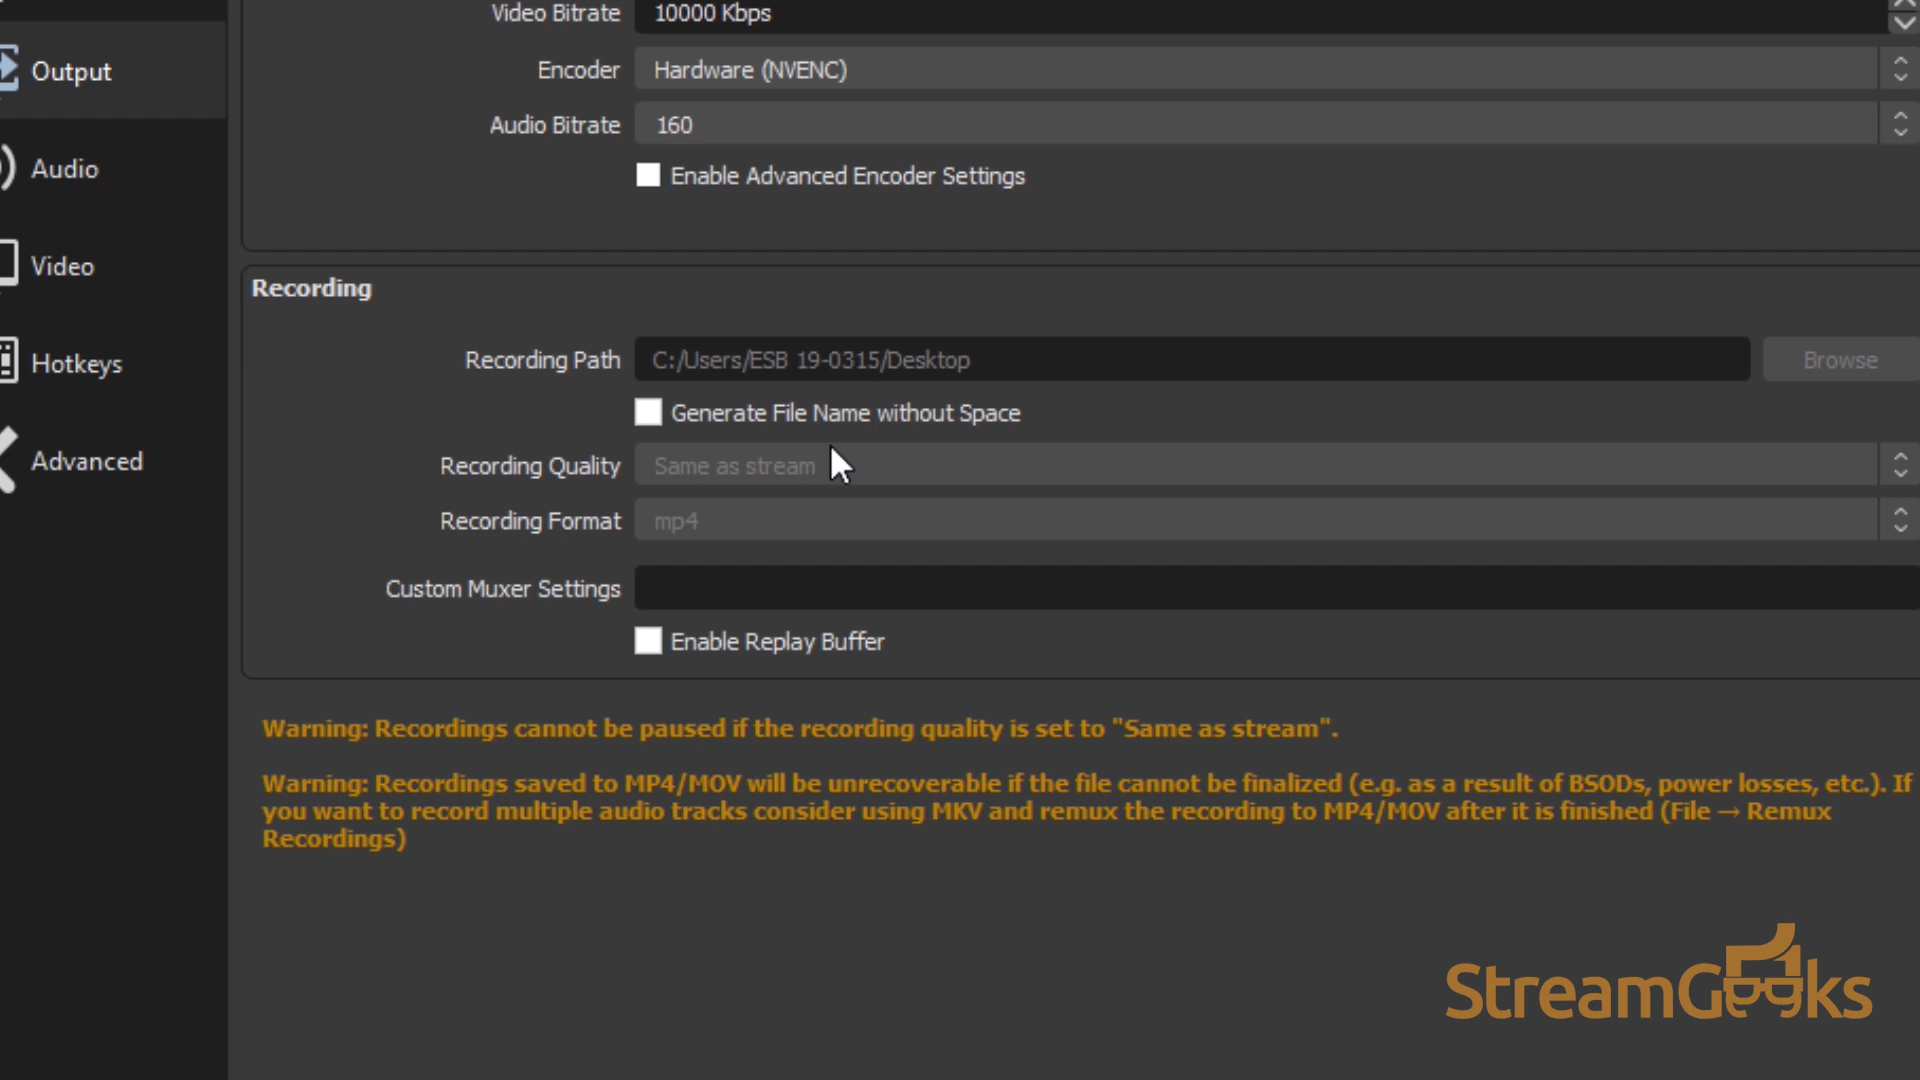 Video Bitrate 10000 Kbps
Output
Encoder Hardware (NVENC)
Audio Bitrate 160
Audio
Enable Advanced Encoder Settings
Video
Recording
Hotkeys
Recording Path C:/Users/ESB 19-0315/Desktop Browse
Generate File Name without Space
Advanced
Recording Quality Same as stream
Recording Format mp4
Custom Muxer Settings
Enable Replay Buffer
Warning: Recordings cannot be paused if the recording quality is set to "Same as stream".
Warning: Recordings saved to MP4/MOV will be unrecoverable if the file cannot be finalized (e.g. as a result of BSODs, power losses, etc.). If
you want to record multiple audio tracks consider using MKV and remux the recording to MP4/MOV after it is finished (File → Remux
Recordings)
StreamGeeks